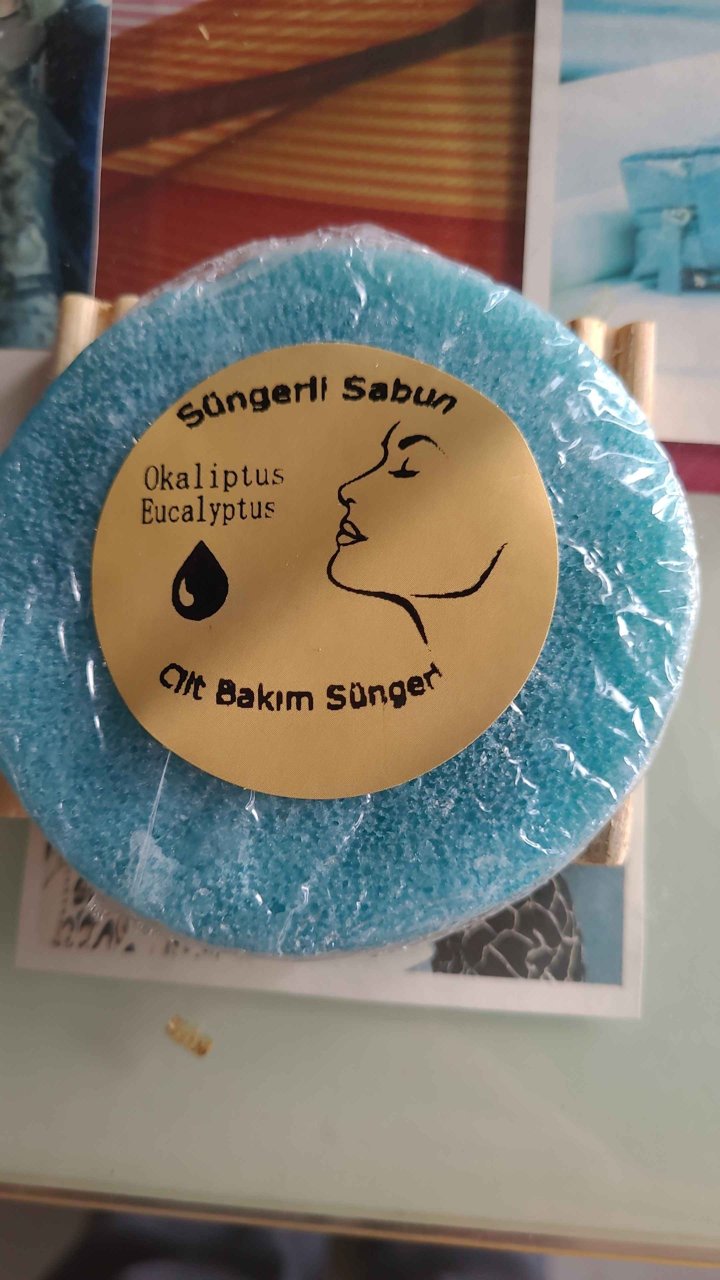 Süngerli Sabun
Okaliptus
Eucalyptus
Cilt Bakım Süngeri